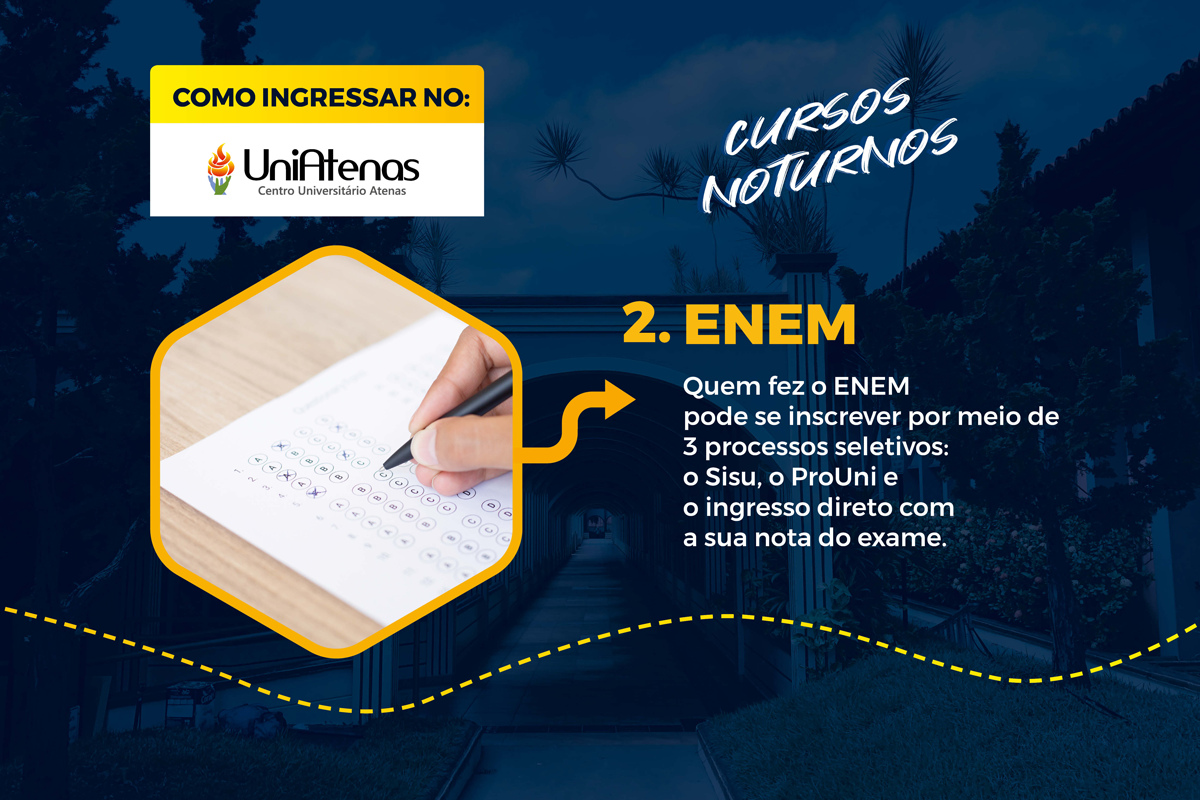 COMO INGRESSAR NO:
UniAtenas
Centro Universitário Atenas
CURSOS
NOTURNOS
2. ENEM
Quem fez o ENEM
pode se inscrever por meio de
3 processos seletivos:
o Sisu, o ProUni e
o ingresso direto com
a sua nota do exame.